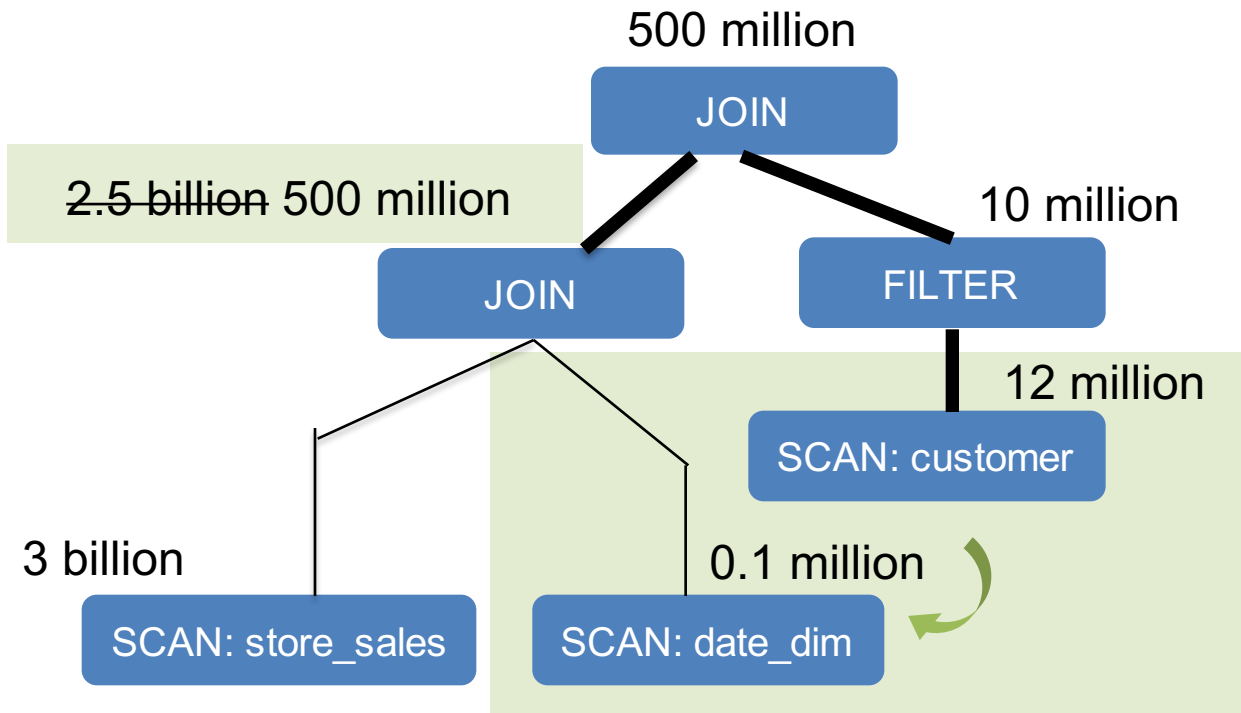 500 million
JOIN
2.5 billion 500 million
10 million
JOIN
FILTER
12 million
SCAN: customer
3 billion
0.1 million
SCAN: store_sales
SCAN: date_dim